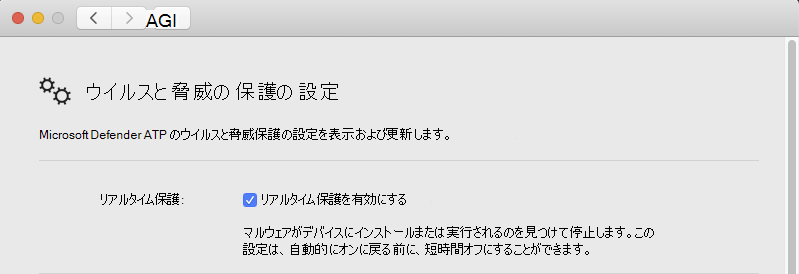 AGI
ウイルスと脅威の保護の設定
Microsoft Defender ATP のウイルスと脅威保護の設定を表示および更新します。
リアルタイム保護: リアルタイム保護を有効にする
マルウェアがデバイスにインストールまたは実行されるのを見つけて停止します。この
設定は、自動的にオンに戻る前に、短時間オフにすることができます。